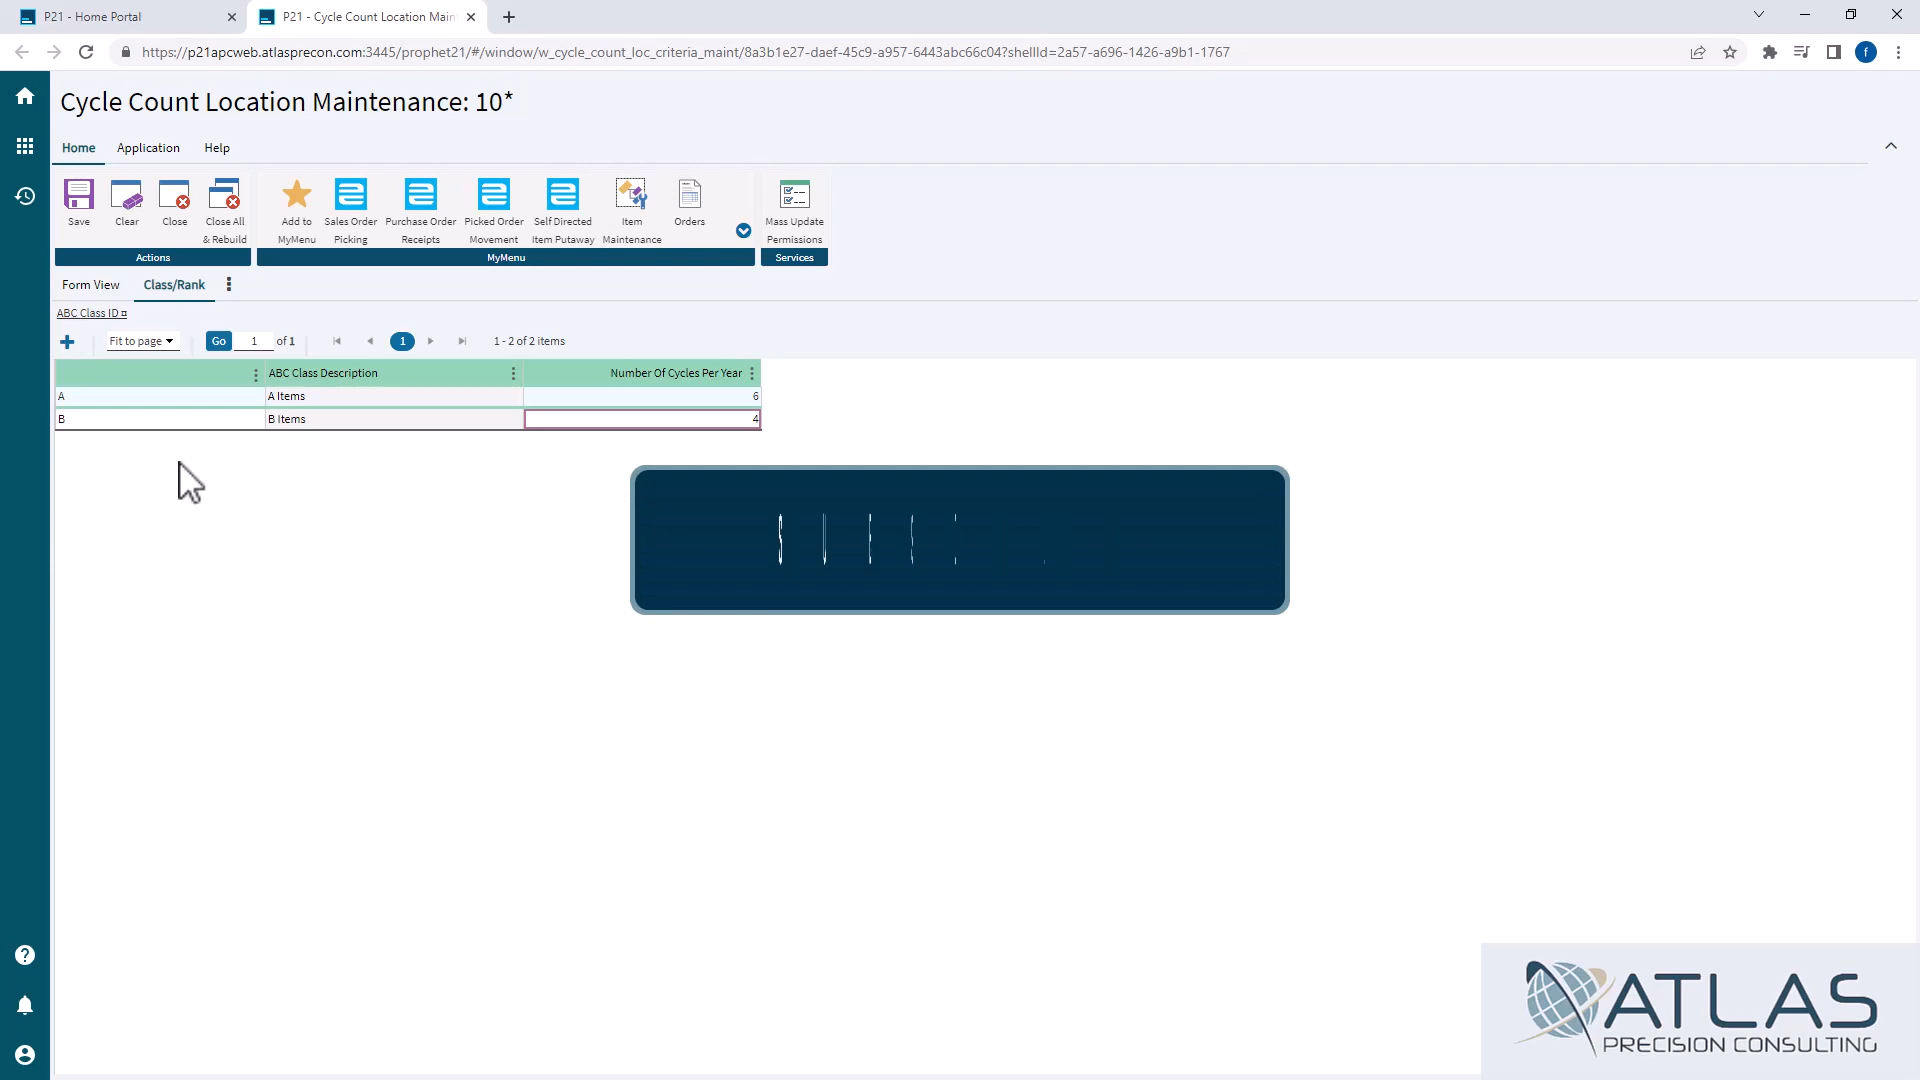 P21 - Home Portal
P21 - Cycle Count Location Main
https://p21apcweb.atlasprecon.com:3445/prophet21/#/window/w_cycle_count_loc_criteria_maint/8a3b1e27-daef-45c9-a957-6443abc66c04?shellId=2a57-a696-1426-a9b1-1767
f
Cycle Count Location Maintenance: 10*
Home Application Help
Save
Clear
Close
Close All
& Rebuild
Add to
MyMenu
Sales Order
Picking
Purchase Order
Receipts
Picked Order
Movement
Self Directed
Item Putaway
Item
Maintenance
Orders
Mass Update
Permissions
Actions
MyMenu
Services
Form View
Class/Rank
ABC Class ID
Fit to page
Go
1
of 1
1
1 - 2 of 2 items
ABC Class Description Number Of Cycles Per Year
A A Items 6
B B Items 4
ATLAS
PRECISION CONSULTING